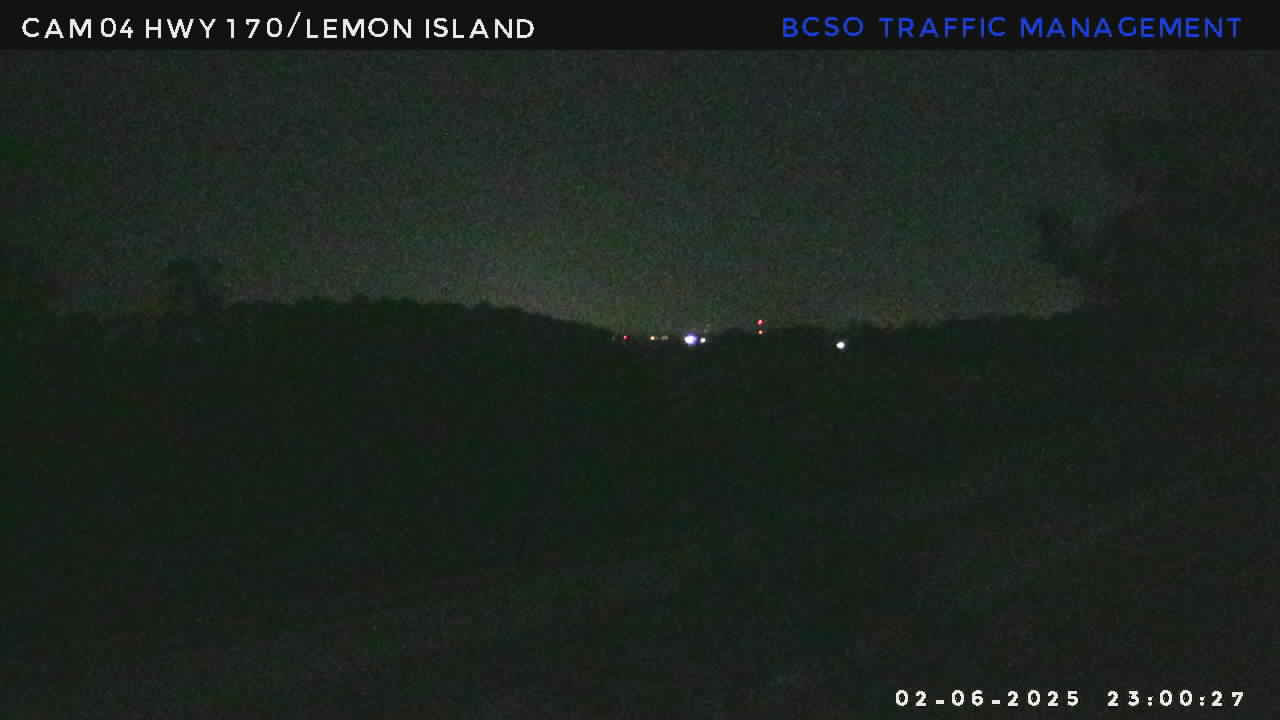 CAM04 HWY 170/LEMON ISLAND
BCSO TRAFFIC MANAGEMENT
02-06-2025 23:00:27